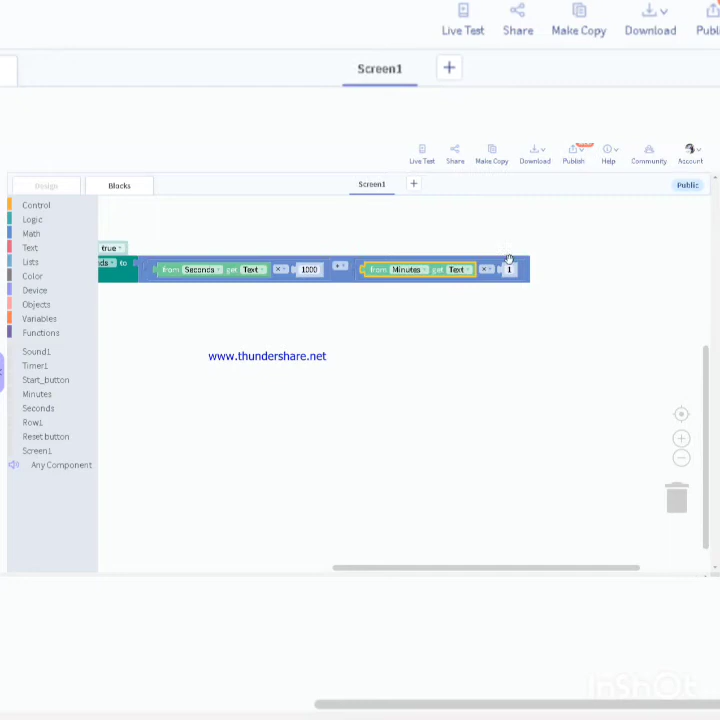 Live Test Share Make Copy Download Publi
Screen1 +
Live Test Share Make Copy Download Publish Help Community Account
Design Blocks Screen1 + Public
Control
Logic
Math
Text
Lists
Color
Device
Objects
Variables
Functions
true
ds to from Seconds get Text × 1000 + from Minutes get Text × 1
www.thundershare.net
Sound1
Timer1
Start_button
Minutes
Seconds
Row1
Reset button
Screen1
Any Component
InShOt